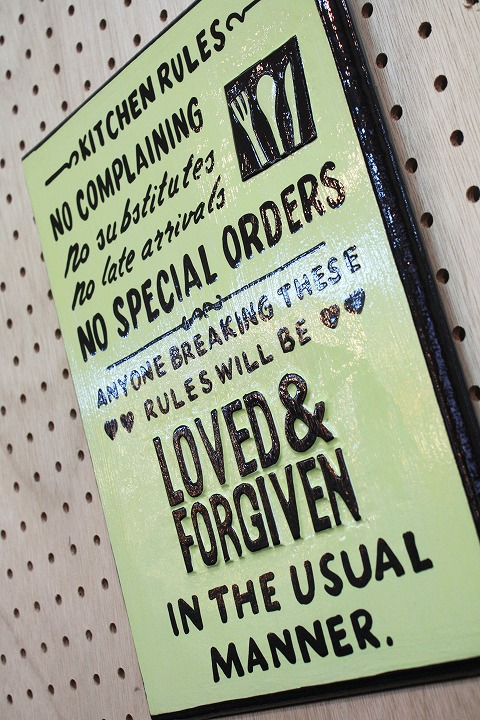 KITCHEN RULES
NO COMPLAINING
no substitutes
no late arrivals
NO SPECIAL ORDERS
ANYONE BREAKING THESE
RULES WILL BE
LOVED &
FORGIVEN
IN THE USUAL
MANNER.